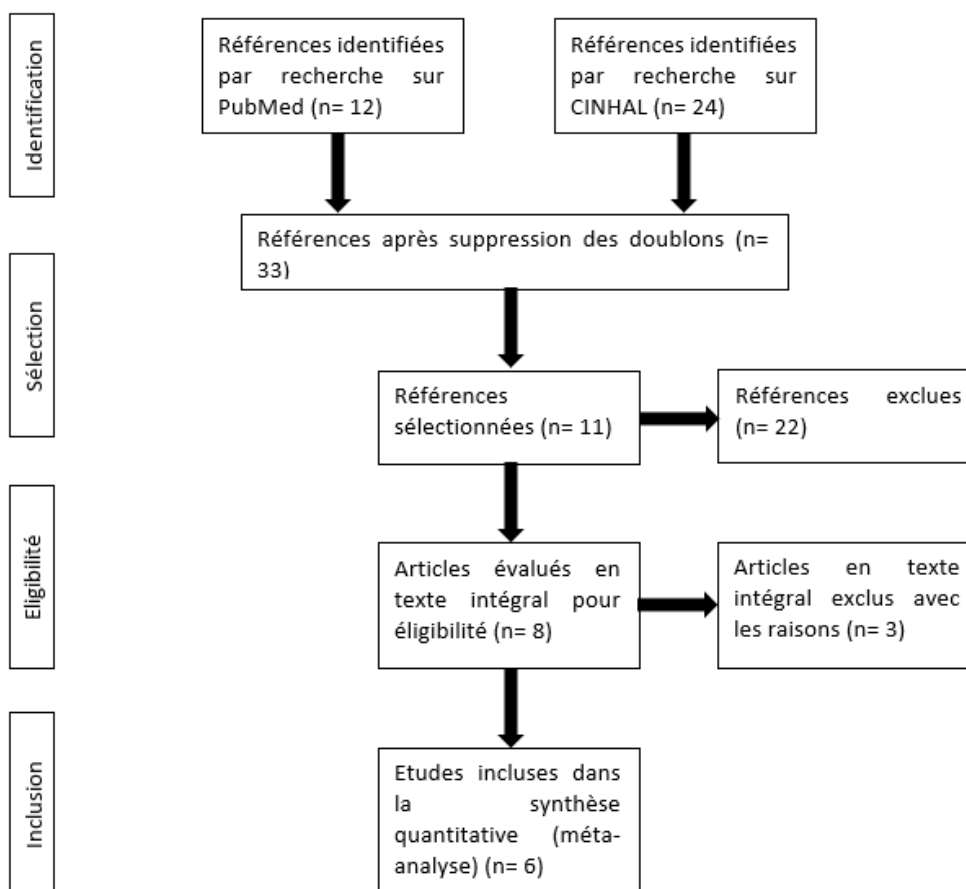 Identification
Références identifiées
par recherche sur
PubMed (n= 12)
Références identifiées
par recherche sur
CINHAL (n= 24)
Références après suppression des doublons (n=
33)
Sélection
Références
sélectionnées (n= 11)
Références exclues
(n= 22)
Eligibilité
Articles évalués en
texte intégral pour
éligibilité (n= 8)
Articles en texte
intégral exclus avec
les raisons (n= 3)
Inclusion
Etudes incluses dans
la synthèse
quantitative (méta-
analyse) (n= 6)